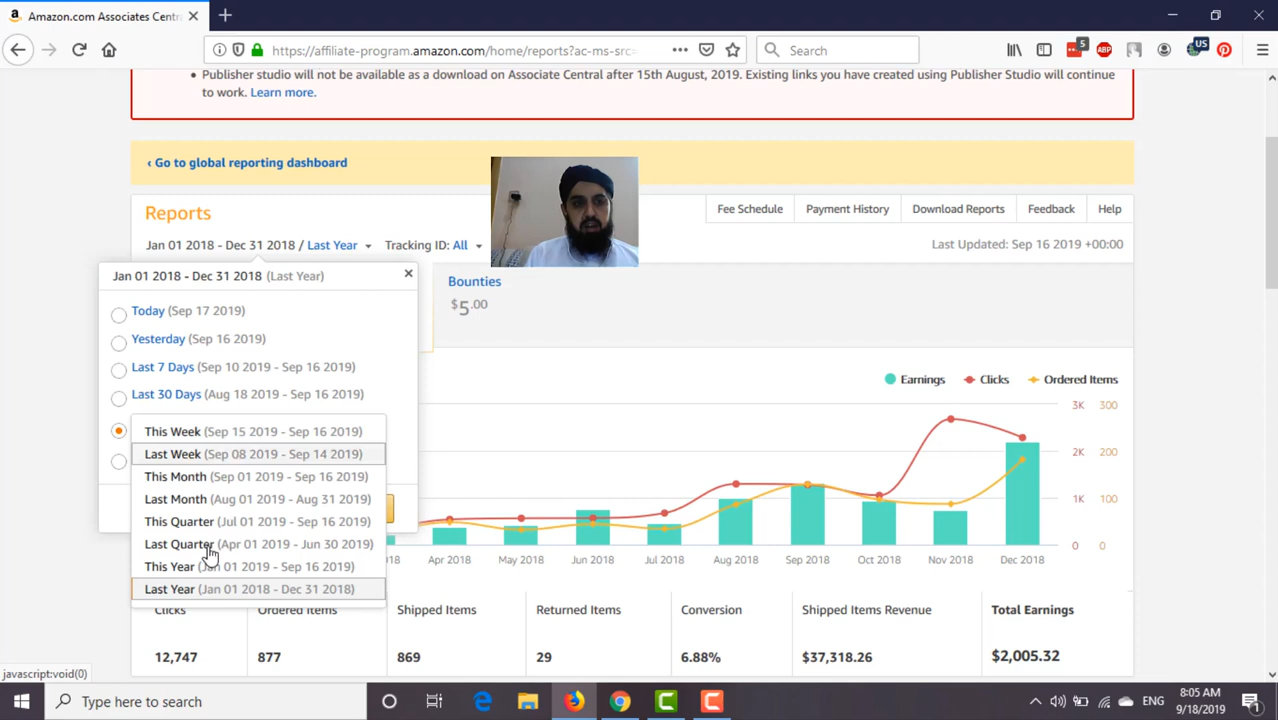 Amazon.com Associates Centr
https://affiliate-program.amazon.com/home/reports?ac-ms-src=
Search
5
ABP
US
Publisher studio will not be available as a download on Associate Central after 15th August, 2019. Existing links you have created using Publisher Studio will continue
to work. Learn more.
‹ Go to global reporting dashboard
Reports
Fee Schedule
Payment History
Download Reports
Feedback
Help
Jan 01 2018 - Dec 31 2018 / Last Year
Tracking ID: All
Last Updated: Sep 16 2019 +00:00
Jan 01 2018 - Dec 31 2018 (Last Year)
Bounties
$5.00
Today (Sep 17 2019)
Yesterday (Sep 16 2019)
Last 7 Days (Sep 10 2019 - Sep 16 2019)
Last 30 Days (Aug 18 2019 - Sep 16 2019)
This Week (Sep 15 2019 - Sep 16 2019)
Last Week (Sep 08 2019 - Sep 14 2019)
This Month (Sep 01 2019 - Sep 16 2019)
Last Month (Aug 01 2019 - Aug 31 2019)
This Quarter (Jul 01 2019 - Sep 16 2019)
Last Quarter (Apr 01 2019 - Jun 30 2019)
This Year (Jan 01 2019 - Sep 16 2019)
Last Year (Jan 01 2018 - Dec 31 2018)
Earnings
Clicks
Ordered Items
3K 300
2K 200
1K 100
0 0
Apr 2018
May 2018
Jun 2018
Jul 2018
Aug 2018
Sep 2018
Oct 2018
Nov 2018
Dec 2018
Clicks
Ordered Items
Shipped Items
Returned Items
Conversion
Shipped Items Revenue
Total Earnings
12,747
877
869
29
6.88%
$37,318.26
$2,005.32
javascript:void(0)
Type here to search
ENG
8:05 AM
9/18/2019
1